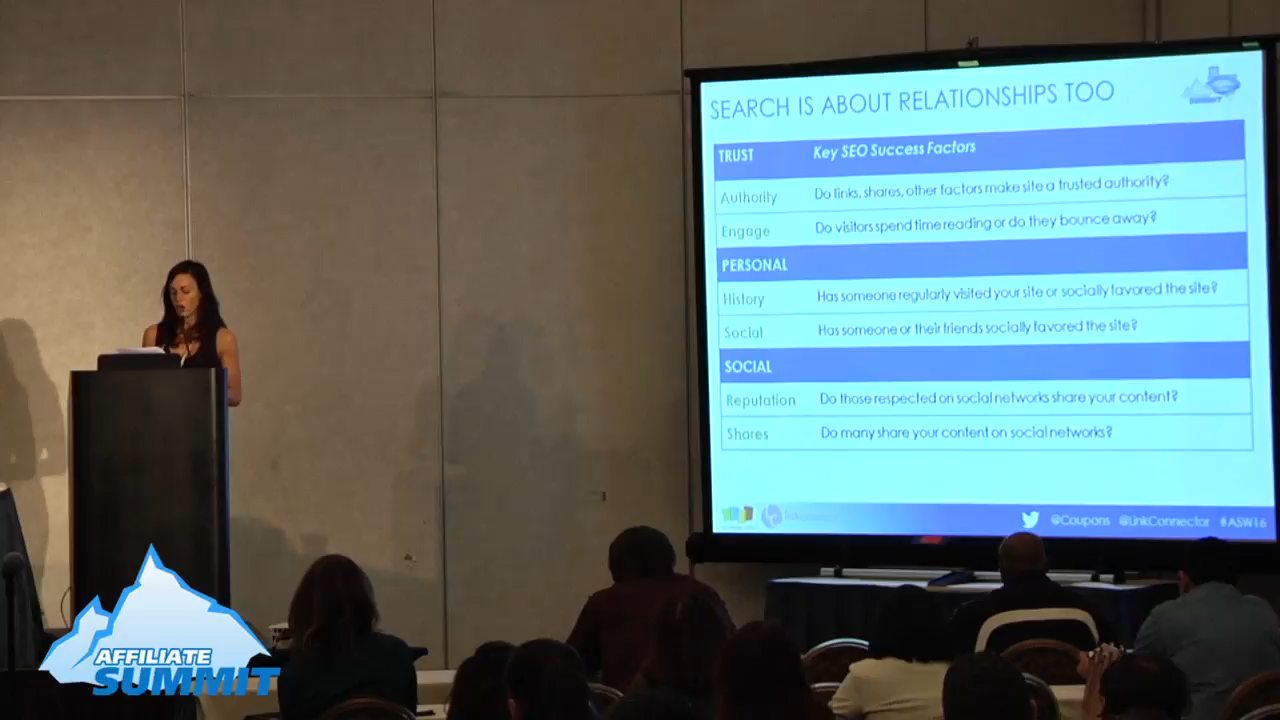 SEARCH IS ABOUT RELATIONSHIPS TOO
SUMMIT
TRUST Key SEO Success Factors
Authority Do links, shares, other factors make site a trusted authority?
Engage Do visitors spend time reading or do they bounce away?
PERSONAL
History Has someone regularly visited your site or socially favored the site?
Social Has someone or their friends socially favored the site?
SOCIAL
Reputation Do those respected on social networks share your content?
Shares Do many share your content on social networks?
@Coupons @LinkConnector #ASW16
AFFILIATE
SUMMIT